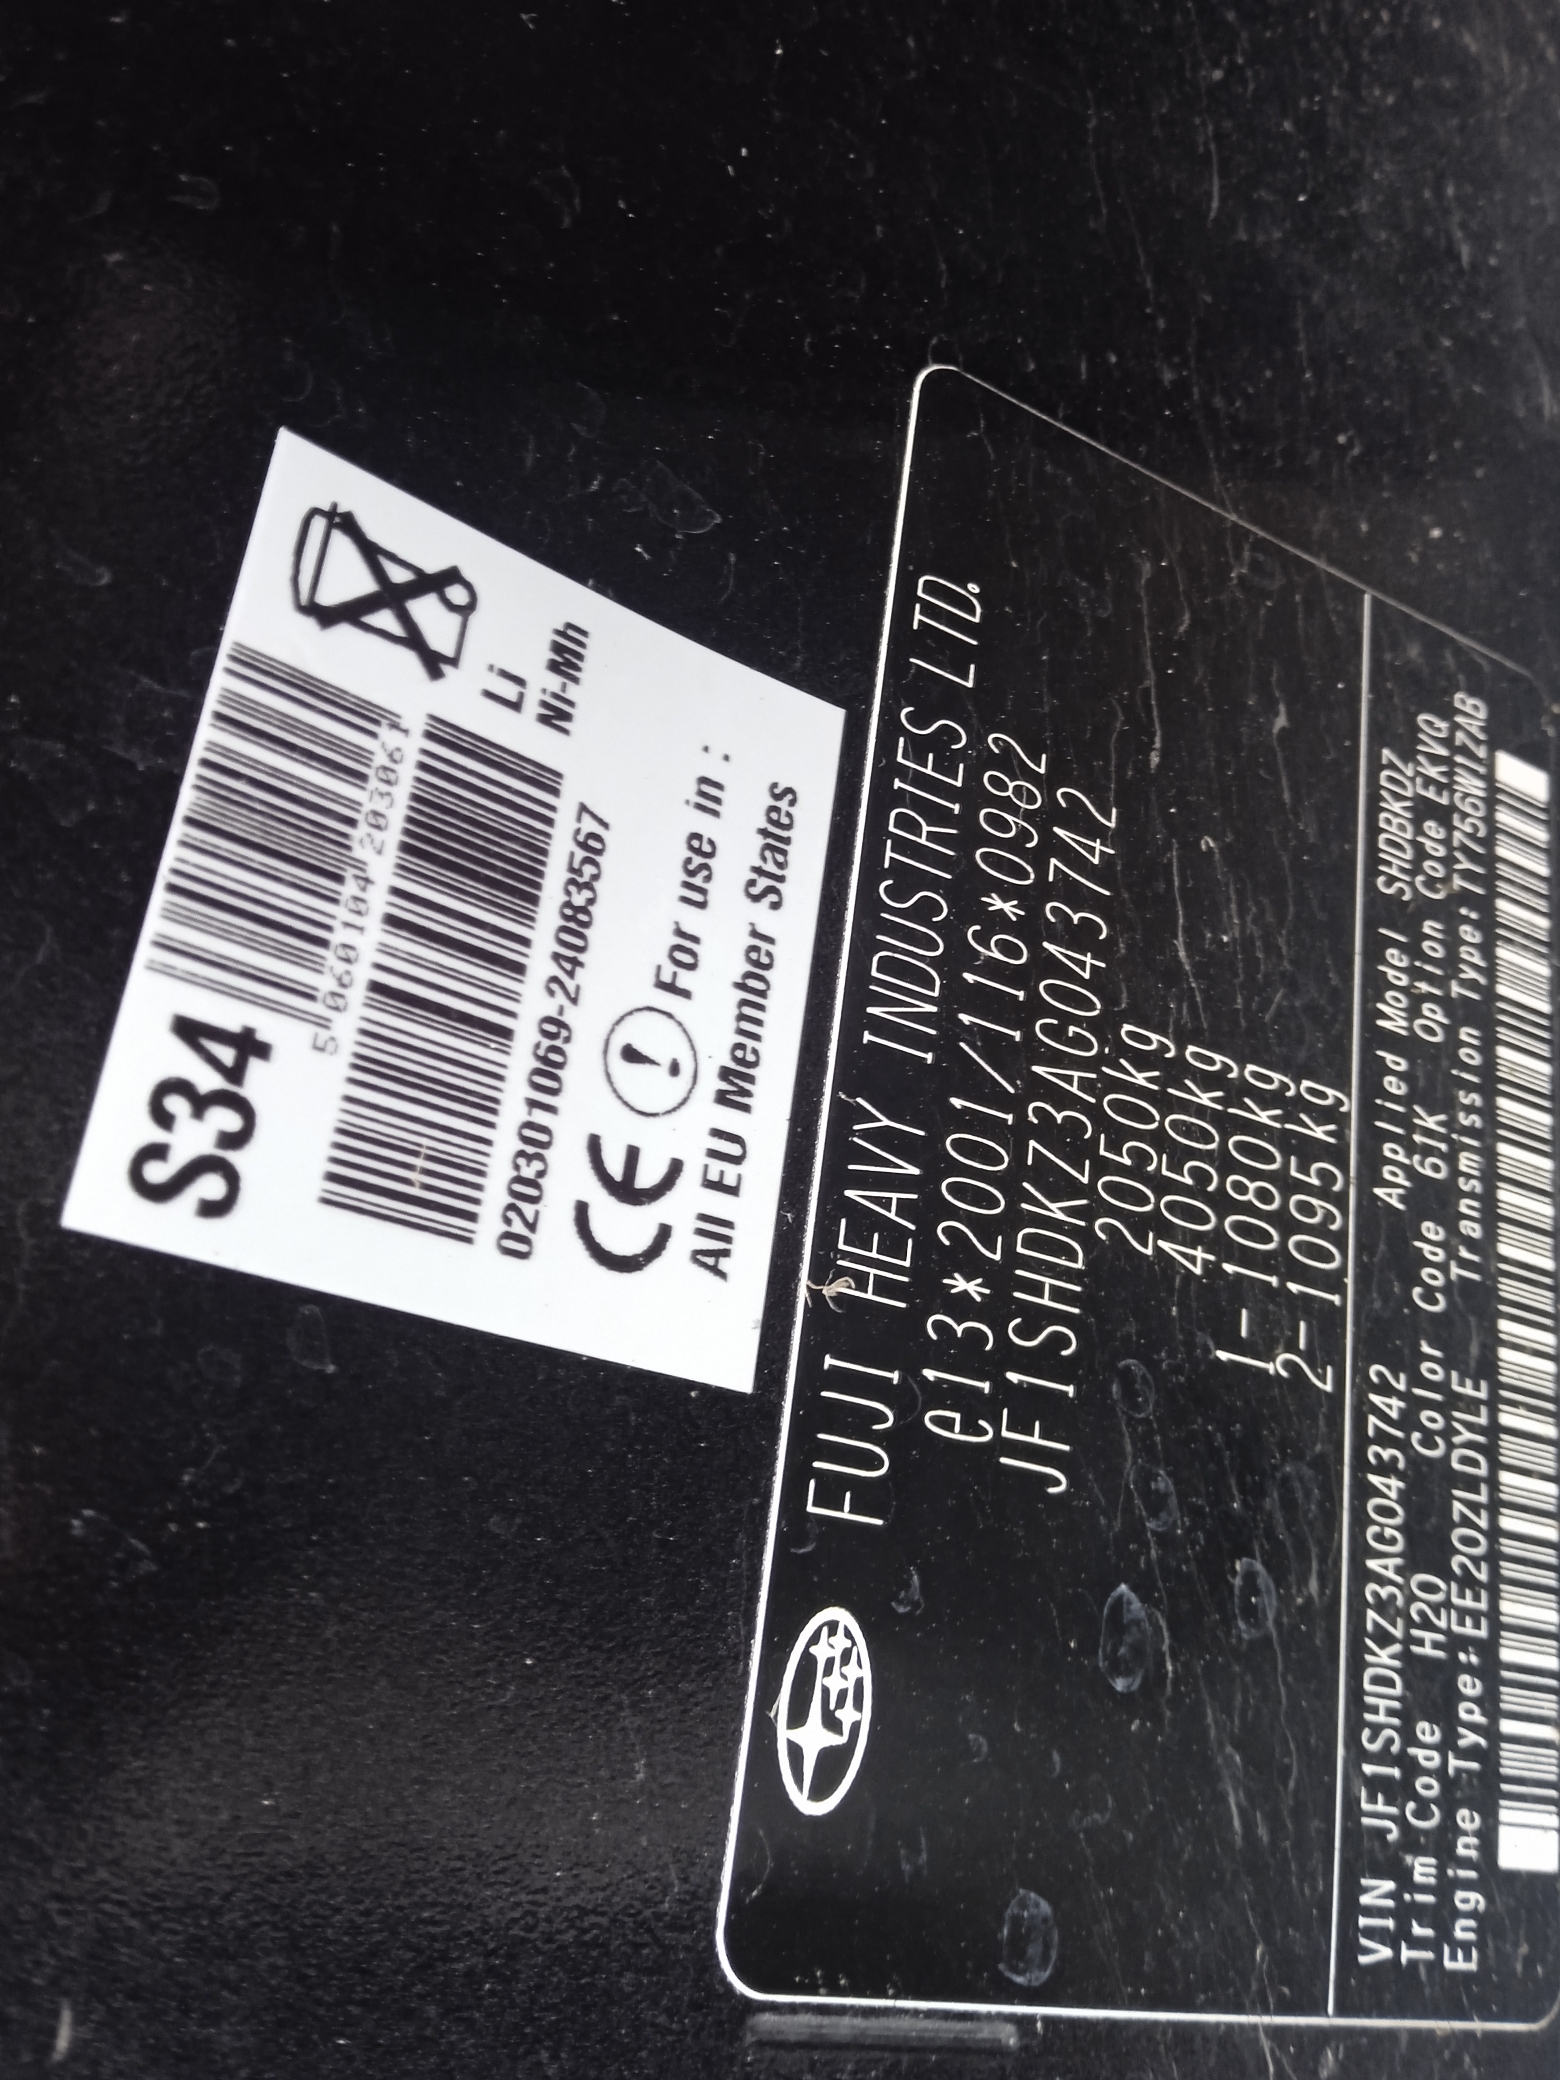 S34
5 060104 203061
020301069-24083567
Li
Ni-Mh
CE
For use in :
All EU Member States
FUJI HEAVY INDUSTRIES LTD.
e13*2001/116*0982
JF1SHDKZ3AG043742
2050kg
4050kg
1-1080kg
2-1095kg
VIN JF1SHDKZ3AG043742 Applied Model SHDBKDZ
Trim Code H20 Color Code 61K Option Code EKVQ
Engine Type:EE20ZLDYLE Transmission Type:TY756W1ZAB